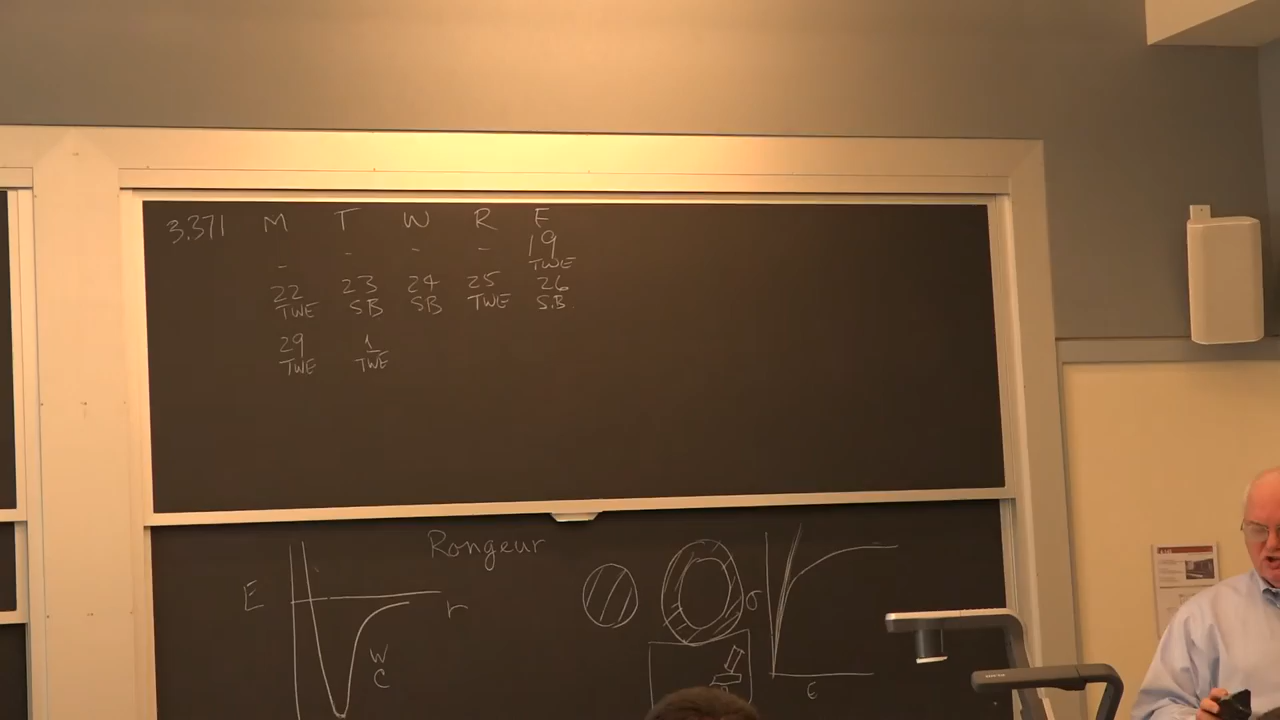 3.371 M T W R F
- - - - 19
TWE
22 23 24 25 26
TWE SB SB TWE S.B.
29 1
TWE TWE
Rongeur
E r
W
C
σ
ε